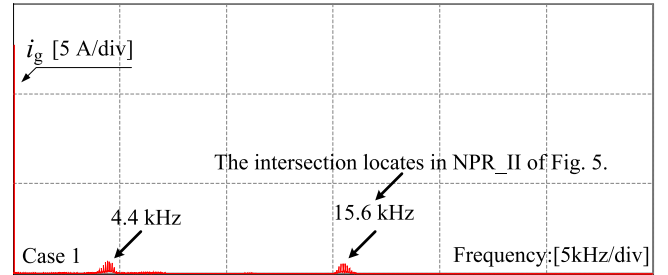 ig [5 A/div]
The intersection locates in NPR_II of Fig. 5.
4.4 kHz
15.6 kHz
Case 1
Frequency:[5kHz/div]